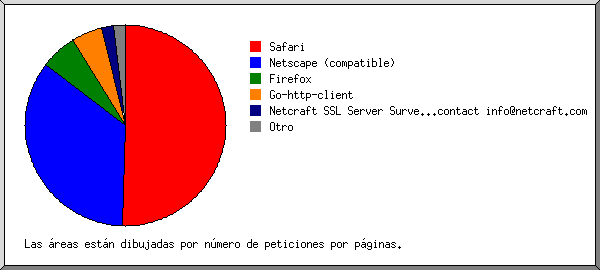 Safari
Netscape (compatible)
Firefox
Go-http-client
Netcraft SSL Server Surve...contact info@netcraft.com
Otro
Las áreas están dibujadas por número de peticiones por páginas.